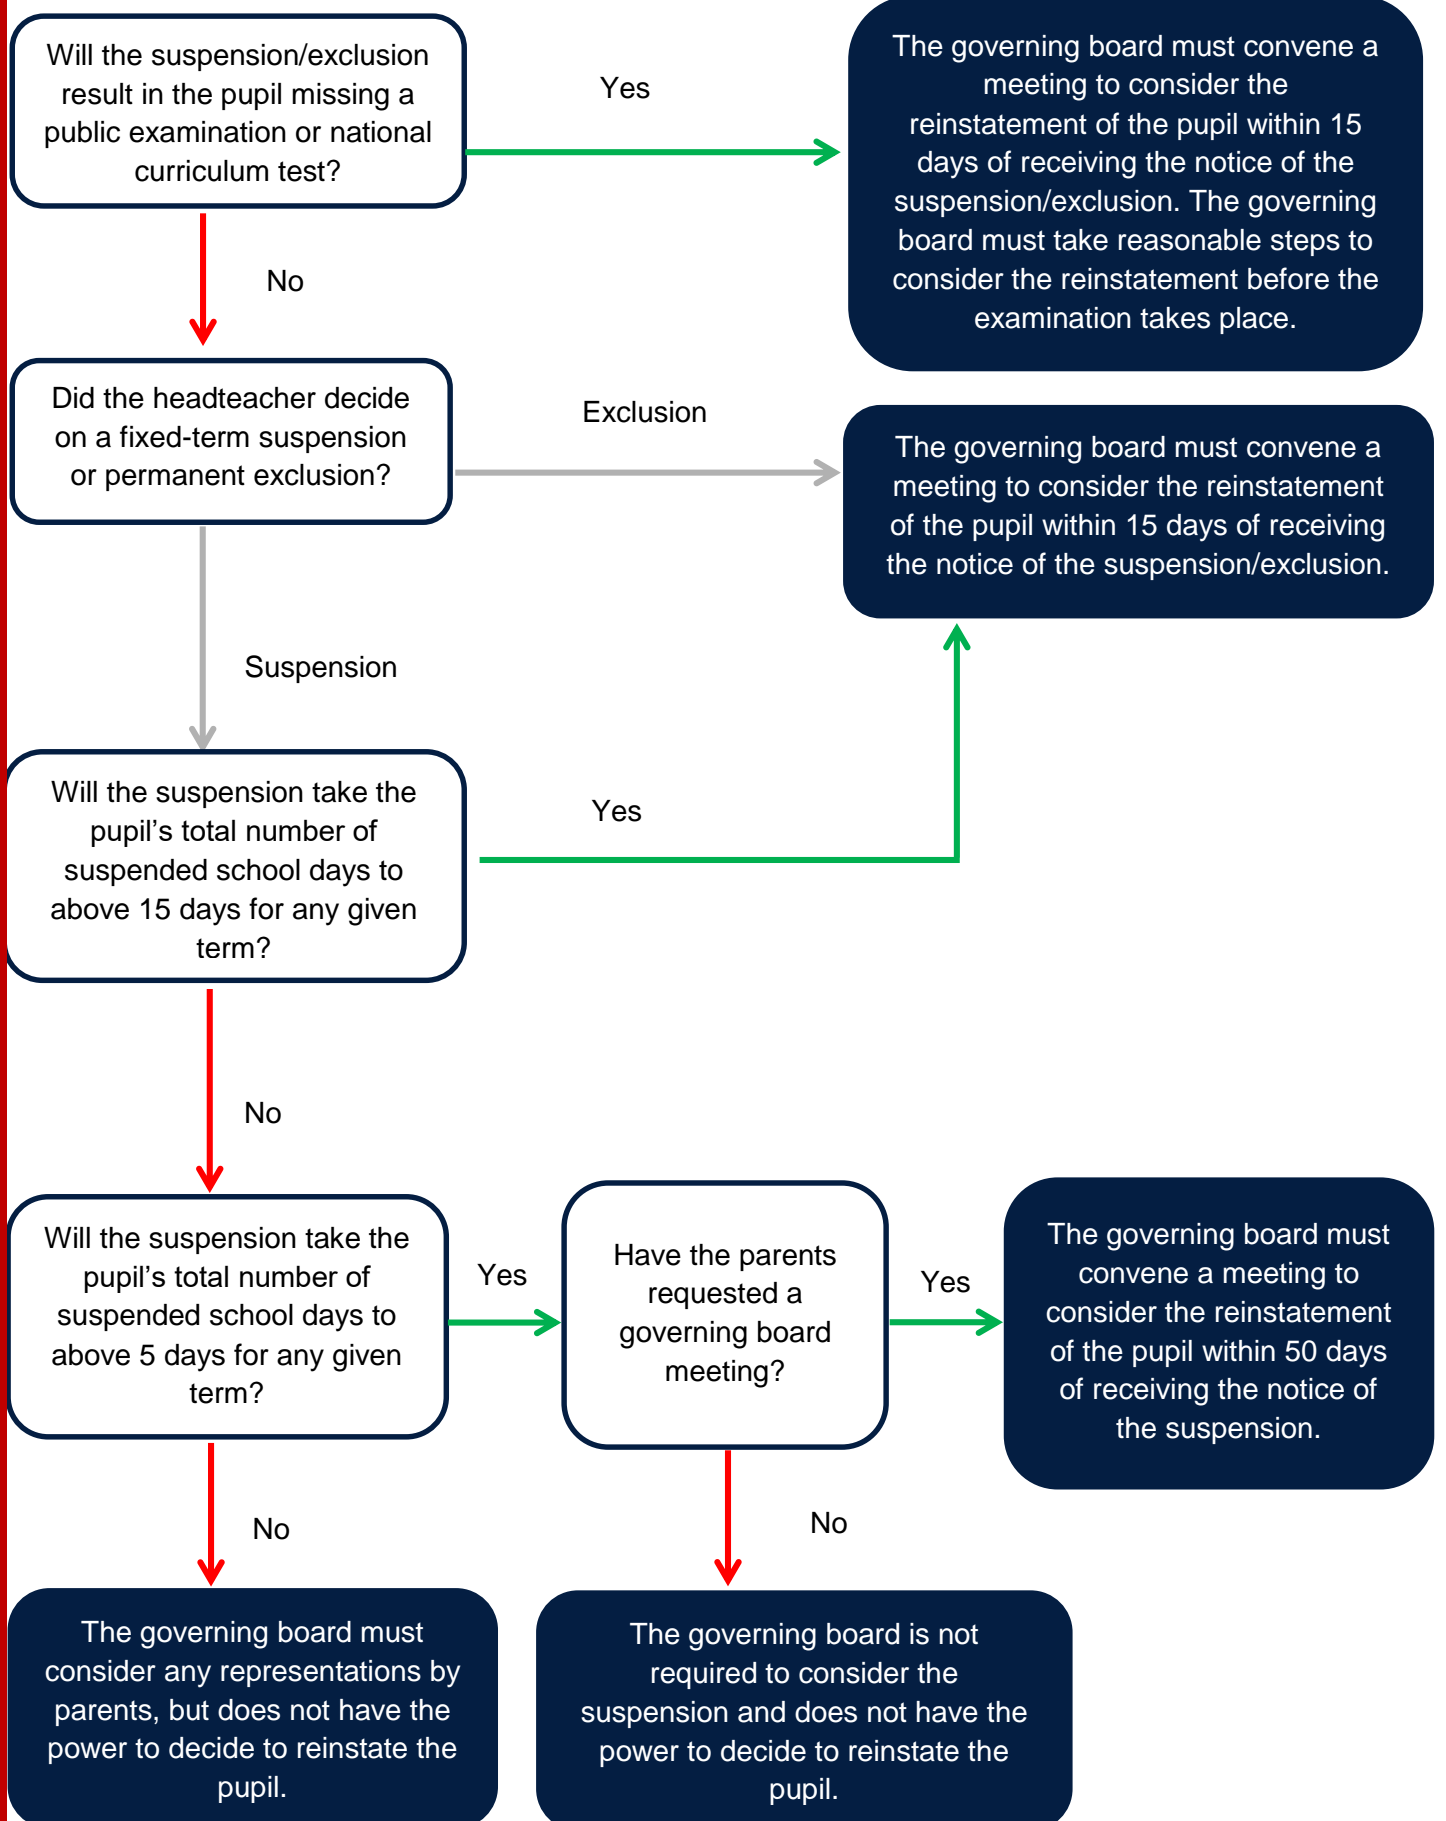 Will the suspension/exclusion
result in the pupil missing a
public examination or national
curriculum test?
Yes
The governing board must convene a
meeting to consider the
reinstatement of the pupil within 15
days of receiving the notice of the
suspension/exclusion. The governing
board must take reasonable steps to
consider the reinstatement before the
examination takes place.
No
Did the headteacher decide
on a fixed-term suspension
or permanent exclusion?
Exclusion
The governing board must convene a
meeting to consider the reinstatement
of the pupil within 15 days of receiving
the notice of the suspension/exclusion.
Suspension
Will the suspension take the
pupil’s total number of
suspended school days to
above 15 days for any given
term?
Yes
No
Will the suspension take the
pupil’s total number of
suspended school days to
above 5 days for any given
term?
Yes
Have the parents
requested a
governing board
meeting?
Yes
The governing board must
convene a meeting to
consider the reinstatement
of the pupil within 50 days
of receiving the notice of
the suspension.
No
No
The governing board must
consider any representations by
parents, but does not have the
power to decide to reinstate the
pupil.
The governing board is not
required to consider the
suspension and does not have the
power to decide to reinstate the
pupil.